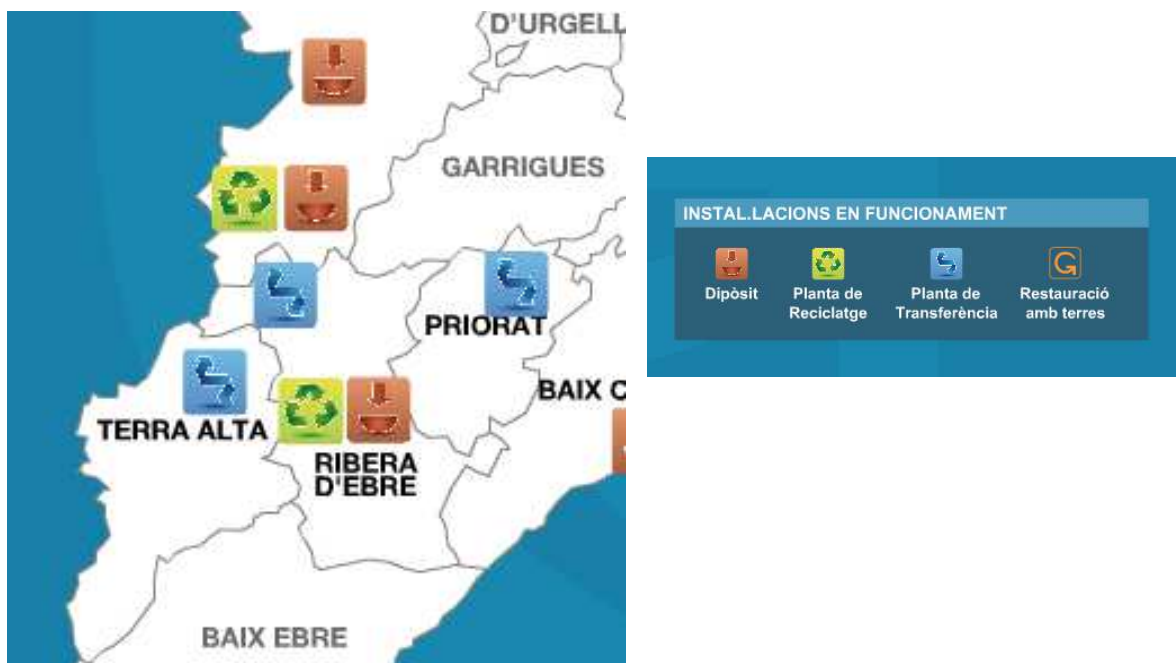 D'URGELL
GARRIGUES
PRIORAT
BAIX C
TERRA ALTA
RIBERA
D'EBRE
BAIX EBRE
INSTAL.LACIONS EN FUNCIONAMENT
Dipòsit
Planta de
Reciclatge
Planta de
Transferència
Restauració
amb terres